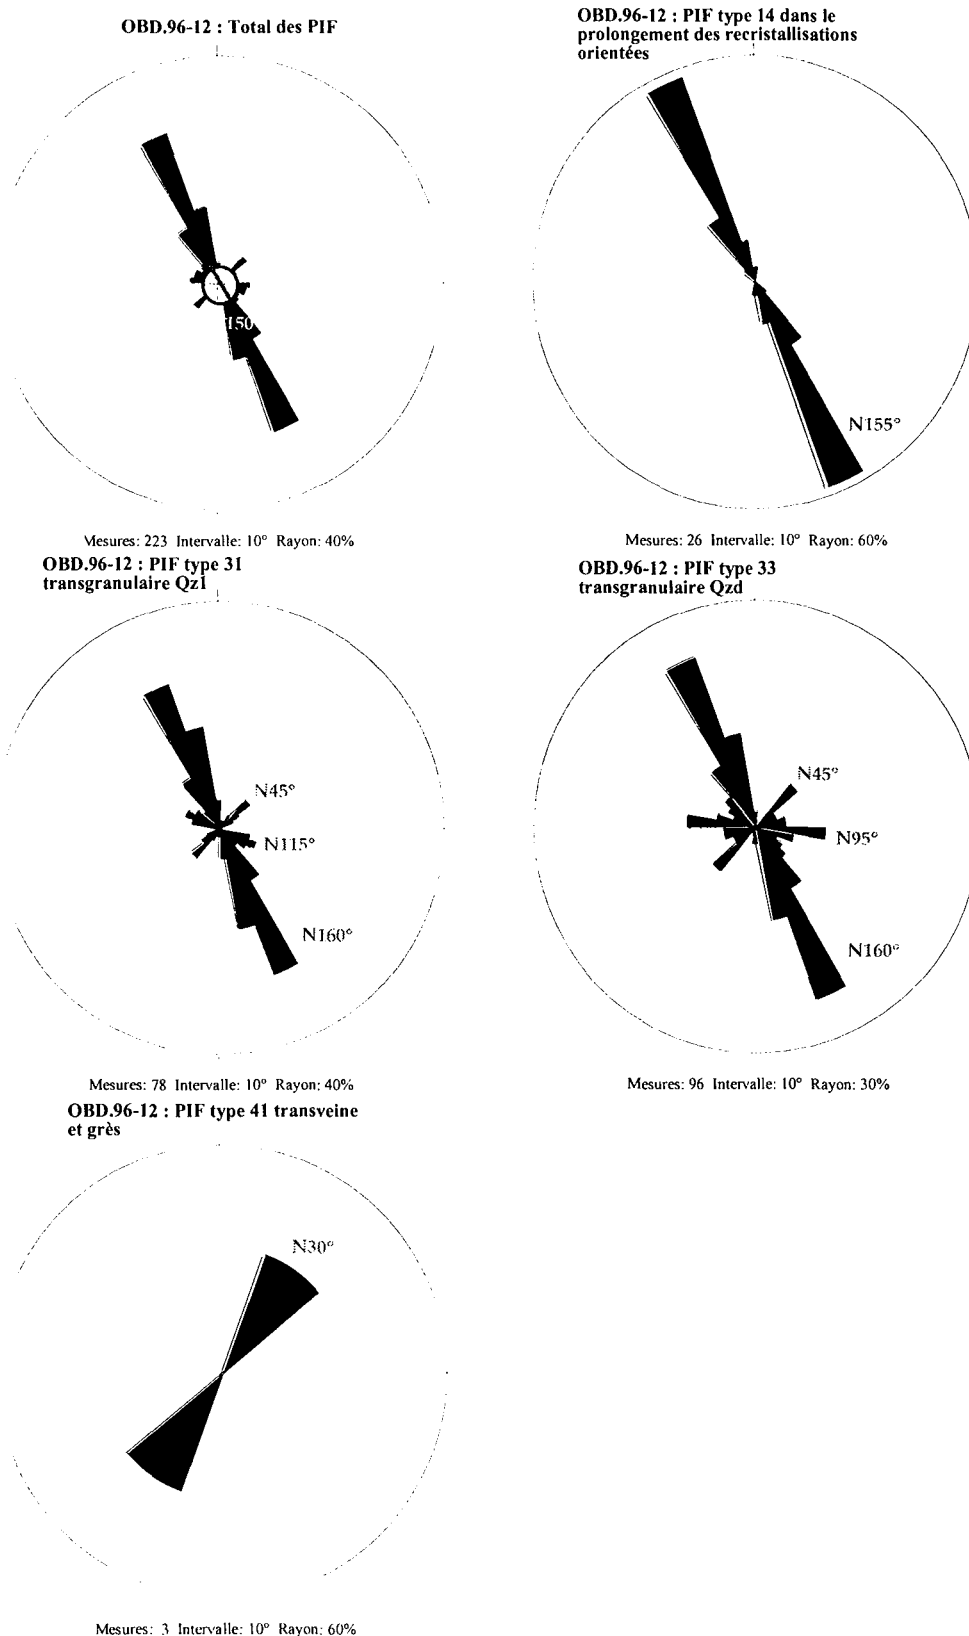 OBD.96-12 : Total des PIF
OBD.96-12 : PIF type 14 dans le
prolongement des recristallisations
orientées
150
N155°
Mesures: 223 Intervalle: 10° Rayon: 40%
Mesures: 26 Intervalle: 10° Rayon: 60%
OBD.96-12 : PIF type 31
transgranulaire Qz1
OBD.96-12 : PIF type 33
transgranulaire Qzd
N45°
N115°
N160°
N45°
N95°
N160°
Mesures: 78 Intervalle: 10° Rayon: 40%
Mesures: 96 Intervalle: 10° Rayon: 30%
OBD.96-12 : PIF type 41 transveine
et grès
N30°
Mesures: 3 Intervalle: 10° Rayon: 60%